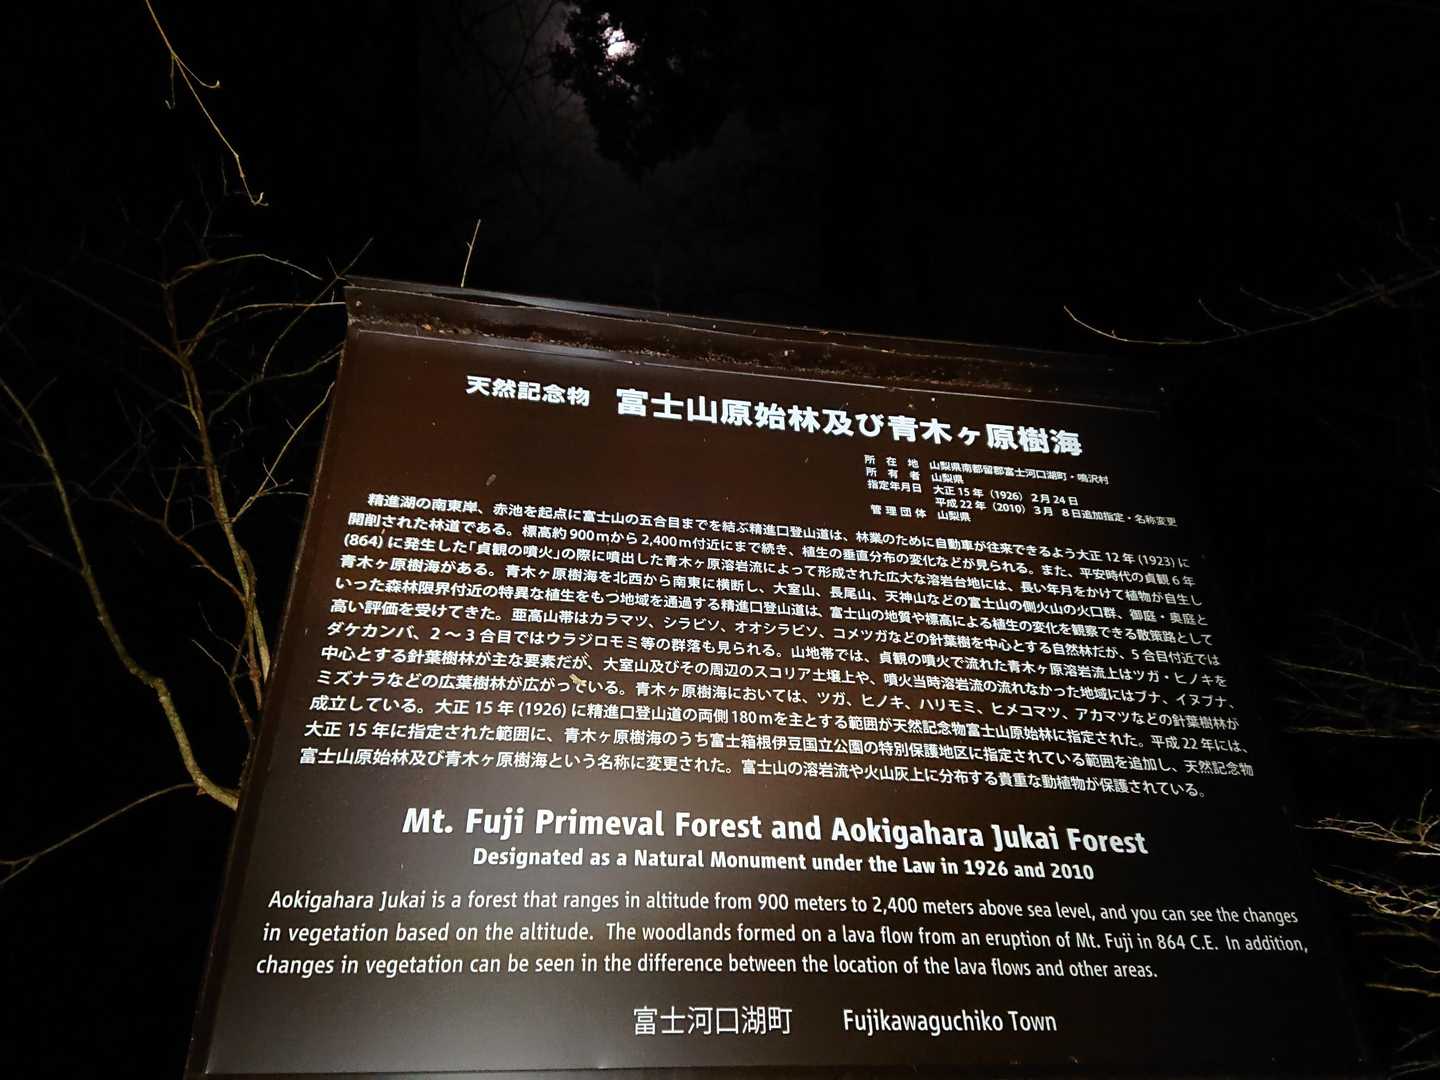 天然記念物 富士山原始林及び青木ヶ原樹海
所在地 山梨県南都留郡富士河口湖町・鳴沢村
所有者 山梨県
指定年月日 大正15年（1926）2月24日
平成22年（2010）3月 8日追加指定・名称変更
管理団体 山梨県
精進湖の南東岸、赤池を起点に富士山の五合目までを結ぶ精進口登山道は、林業のために自動車が往来できるよう大正12年(1923)に
開削された林道である。標高約900mから2,400m付近にまで続き、植生の垂直分布の変化などが見られる。また、平安時代の貞観6年
(864)に発生した「貞観の噴火」の際に噴出した青木ヶ原溶岩流によって形成された広大な溶岩台地には、長い年月をかけて植物が自生し
青木ヶ原樹海がある。青木ヶ原樹海を北西から南東に横断し、大室山、長尾山、天神山などの富士山の側火山の火口群、御庭・奥庭と
いった森林限界付近の特異な植生をもつ地域を通過する精進口登山道は、富士山の地質や標高による植生の変化を観察できる散策路として
高い評価を受けてきた。亜高山帯はカラマツ、シラビソ、オオシラビソ、コメツガなどの針葉樹を中心とする自然林だが、5合目付近では
ダケカンバ、2～3合目ではウラジロモミ等の群落も見られる。山地帯では、貞観の噴火で流れた青木ヶ原溶岩流上はツガ・ヒノキを
中心とする針葉樹林が主な要素だが、大室山及びその周辺のスコリア土壌上や、噴火当時溶岩流の流れなかった地域にはブナ、イヌブナ、
ミズナラなどの広葉樹林が広がっている。青木ヶ原樹海においては、ツガ、ヒノキ、ハリモミ、ヒメコマツ、アカマツなどの針葉樹林が
成立している。大正15年(1926)に精進口登山道の両側180mを主とする範囲が天然記念物富士山原始林に指定された。平成22年には、
大正15年に指定された範囲に、青木ヶ原樹海のうち富士箱根伊豆国立公園の特別保護地区に指定されている範囲を追加し、天然記念物
富士山原始林及び青木ヶ原樹海という名称に変更された。富士山の溶岩流や火山灰上に分布する貴重な動植物が保護されている。
Mt. Fuji Primeval Forest and Aokigahara Jukai Forest
Designated as a Natural Monument under the Law in 1926 and 2010
Aokigahara Jukai is a forest that ranges in altitude from 900 meters to 2,400 meters above sea level, and you can see the changes
in vegetation based on the altitude. The woodlands formed on a lava flow from an eruption of Mt. Fuji in 864 C.E. In addition,
changes in vegetation can be seen in the difference between the location of the lava flows and other areas.
富士河口湖町 Fujikawaguchiko Town